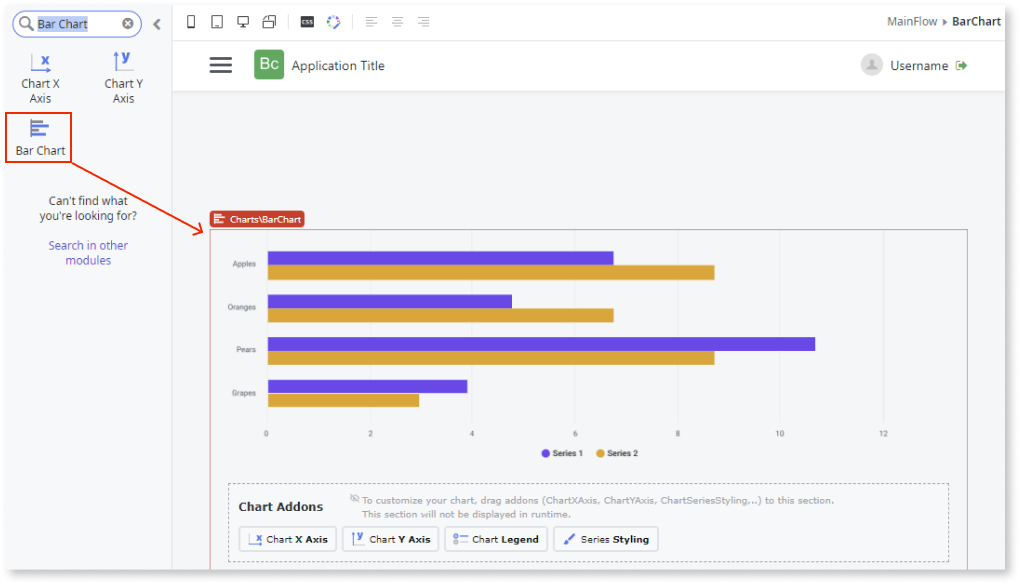 Bar Chart
css
MainFlow BarChart
Chart X
Axis
Chart Y
Axis
Bar Chart
Can't find what
you're looking for?
Search in other
modules
Bc Application Title
Username
Charts\BarChart
Apples
Oranges
Pears
Grapes
0 2 4 6 8 10 12
Series 1 Series 2
Chart Addons
To customize your chart, drag addons (ChartXAxis, ChartYAxis, ChartSeriesStyling,..) to this section.
This section will not be displayed in runtime.
x Chart X Axis Y Chart Y Axis Chart Legend Series Styling